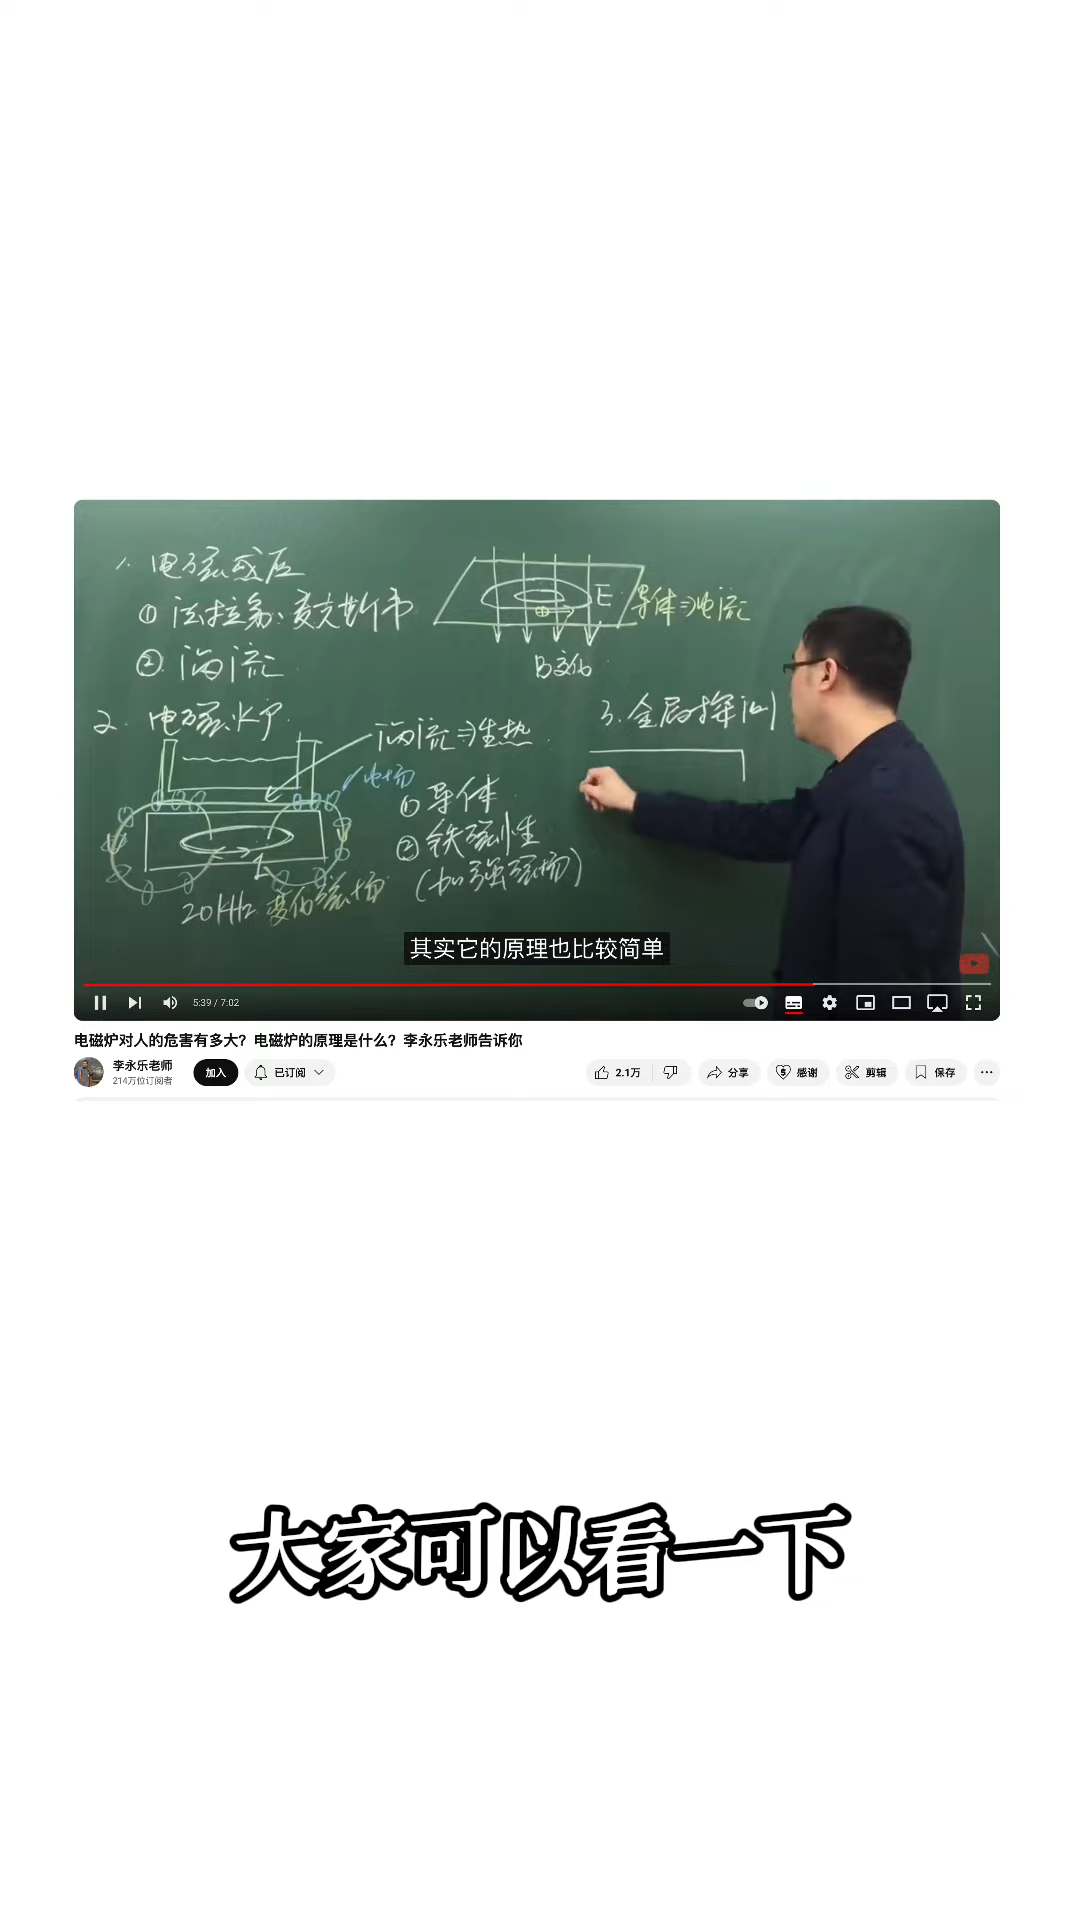 1. 电磁感应
① 法拉第、麦克斯韦
② 涡流
E
导体⇒电流
B变化
2. 电磁炉
涡流⇒生热
电场
① 导体
② 铁磁性
(加强磁场)
20KHz 变化磁场
3. 金属探测
其实它的原理也比较简单
5:39 / 7:02
电磁炉对人的危害有多大？电磁炉的原理是什么？李永乐老师告诉你
李永乐老师
214万位订阅者
加入
已订阅
2.1万
分享
感谢
剪辑
保存
大家可以看一下